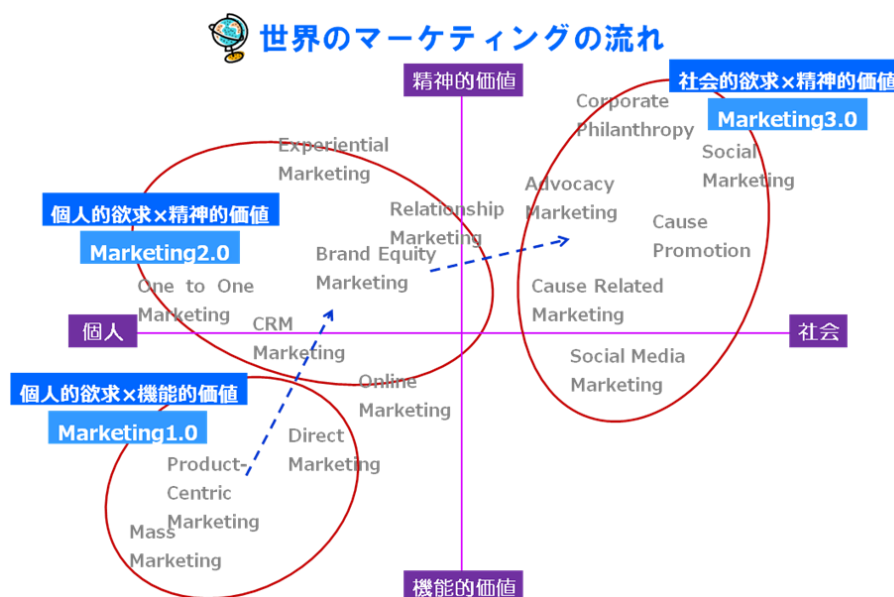 世界のマーケティングの流れ
精神的価値
社会的欲求×精神的価値
Marketing3.0
Corporate
Philanthropy
Social
Marketing
Experiential
Marketing
Advocacy
Marketing
個人的欲求×精神的価値
Marketing2.0
Relationship
Marketing
Cause
Promotion
Brand Equity
Marketing
One to One
Marketing
Cause Related
Marketing
CRM
Marketing
個人
社会
Social Media
Marketing
個人的欲求×機能的価値
Marketing1.0
Online
Marketing
Direct
Marketing
Product-
Centric
Marketing
Mass
Marketing
機能的価値